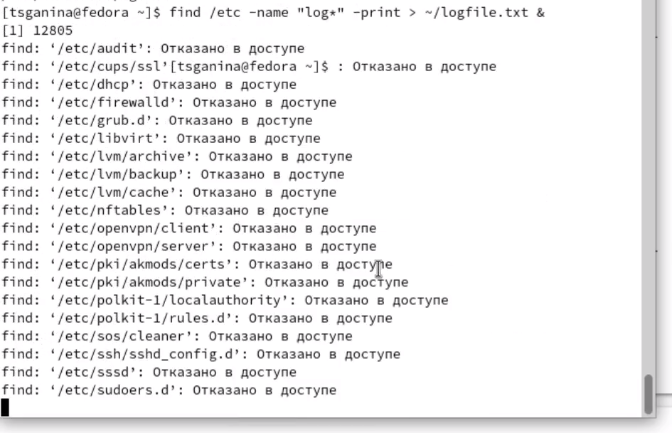 [tsganina@fedora ~]$ find /etc -name "log*" -print > ~/logfile.txt &
[1] 12805
find: ‘/etc/audit’: Отказано в доступе
find: ‘/etc/cups/ssl’[tsganina@fedora ~]$ : Отказано в доступе
find: ‘/etc/dhcp’: Отказано в доступе
find: ‘/etc/firewalld’: Отказано в доступе
find: ‘/etc/grub.d’: Отказано в доступе
find: ‘/etc/libvirt’: Отказано в доступе
find: ‘/etc/lvm/archive’: Отказано в доступе
find: ‘/etc/lvm/backup’: Отказано в доступе
find: ‘/etc/lvm/cache’: Отказано в доступе
find: ‘/etc/nftables’: Отказано в доступе
find: ‘/etc/openvpn/client’: Отказано в доступе
find: ‘/etc/openvpn/server’: Отказано в доступе
find: ‘/etc/pki/akmods/certs’: Отказано в доступе
find: ‘/etc/pki/akmods/private’: Отказано в доступе
find: ‘/etc/polkit-1/localauthority’: Отказано в доступе
find: ‘/etc/polkit-1/rules.d’: Отказано в доступе
find: ‘/etc/sos/cleaner’: Отказано в доступе
find: ‘/etc/ssh/sshd_config.d’: Отказано в доступе
find: ‘/etc/sssd’: Отказано в доступе
find: ‘/etc/sudoers.d’: Отказано в доступе